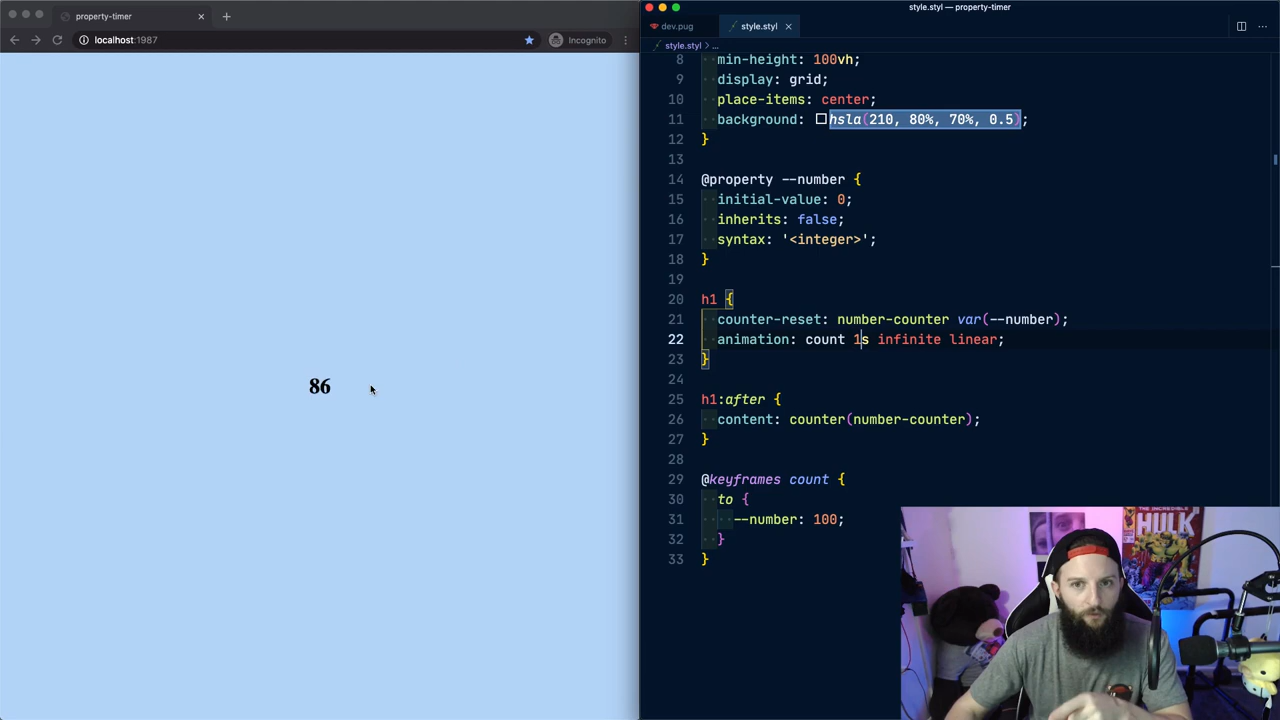 property-timer
localhost:1987
Incognito
86
style.styl — property-timer
dev.pug
style.styl
style.styl > ...
8 min-height: 100vh;
9 display: grid;
10 place-items: center;
11 background: hsla(210, 80%, 70%, 0.5);
12 }
13
14 @property --number {
15 initial-value: 0;
16 inherits: false;
17 syntax: '<integer>';
18 }
19
20 h1 {
21 counter-reset: number-counter var(--number);
22 animation: count 1s infinite linear;
23 }
24
25 h1:after {
26 content: counter(number-counter);
27 }
28
29 @keyframes count {
30 to {
31 --number: 100;
32 }
33 }
THE INCREDIBLE
HULK